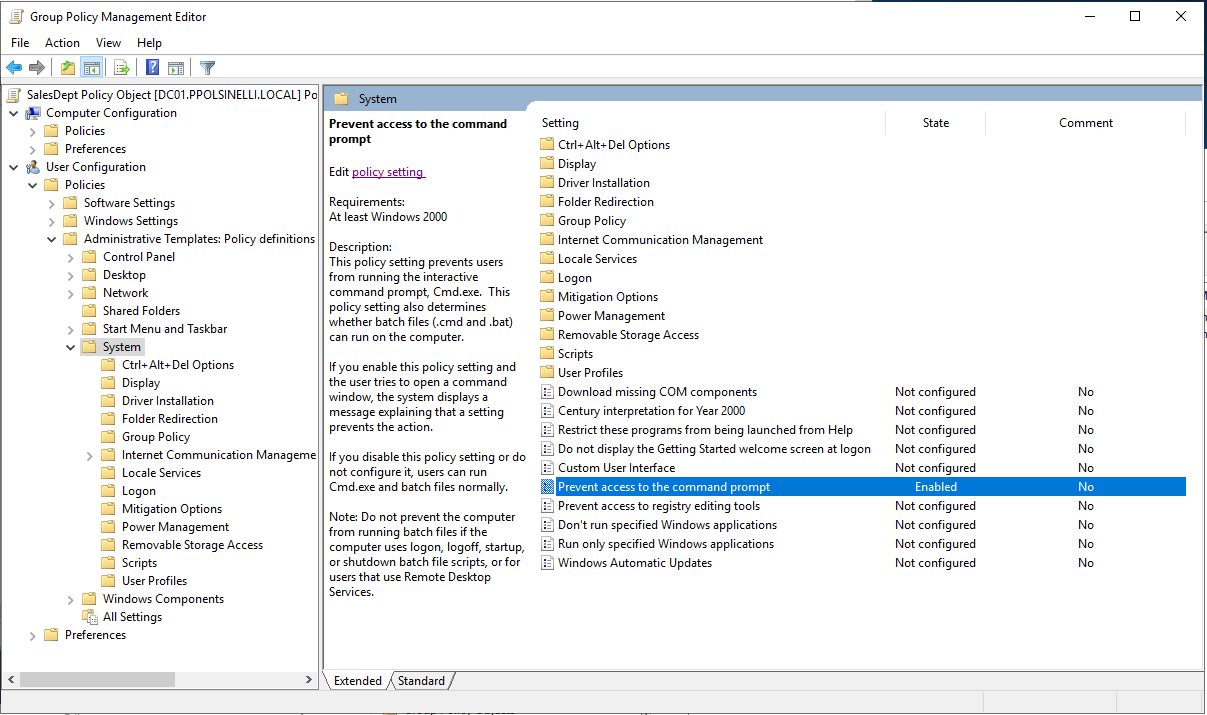 Group Policy Management Editor
File Action View Help
SalesDept Policy Object [DC01.PPOLSINELLI.LOCAL] Po
Computer Configuration
Policies
Preferences
User Configuration
Policies
Software Settings
Windows Settings
Administrative Templates: Policy definitions
Control Panel
Desktop
Network
Shared Folders
Start Menu and Taskbar
System
Ctrl+Alt+Del Options
Display
Driver Installation
Folder Redirection
Group Policy
Internet Communication Manageme
Locale Services
Logon
Mitigation Options
Power Management
Removable Storage Access
Scripts
User Profiles
Windows Components
All Settings
Preferences
System
Prevent access to the command
prompt
Edit policy setting
Requirements:
At least Windows 2000
Description:
This policy setting prevents users
from running the interactive
command prompt, Cmd.exe. This
policy setting also determines
whether batch files (.cmd and .bat)
can run on the computer.
If you enable this policy setting and
the user tries to open a command
window, the system displays a
message explaining that a setting
prevents the action.
If you disable this policy setting or do
not configure it, users can run
Cmd.exe and batch files normally.
Note: Do not prevent the computer
from running batch files if the
computer uses logon, logoff, startup,
or shutdown batch file scripts, or for
users that use Remote Desktop
Services.
Setting State Comment
Ctrl+Alt+Del Options
Display
Driver Installation
Folder Redirection
Group Policy
Internet Communication Management
Locale Services
Logon
Mitigation Options
Power Management
Removable Storage Access
Scripts
User Profiles
Download missing COM components Not configured No
Century interpretation for Year 2000 Not configured No
Restrict these programs from being launched from Help Not configured No
Do not display the Getting Started welcome screen at logon Not configured No
Custom User Interface Not configured No
Prevent access to the command prompt Enabled No
Prevent access to registry editing tools Not configured No
Don't run specified Windows applications Not configured No
Run only specified Windows applications Not configured No
Windows Automatic Updates Not configured No
Extended Standard